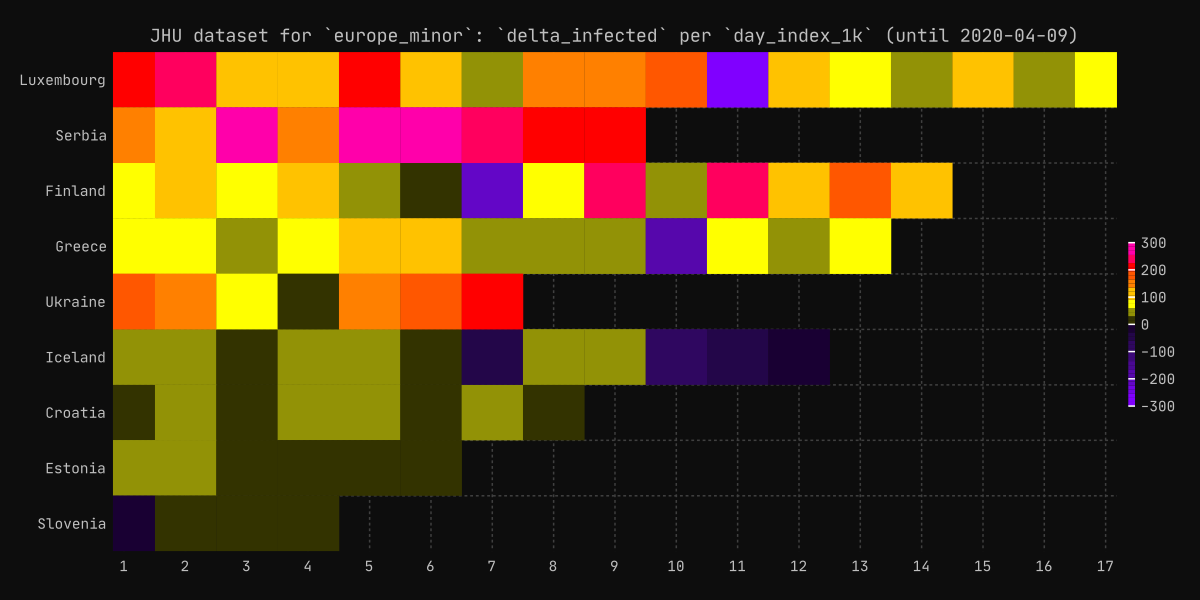 JHU dataset for `europe_minor`: `delta_infected` per `day_index_1k` (until 2020-04-09)
Luxembourg
Serbia
Finland
Greece
Ukraine
Iceland
Croatia
Estonia
Slovenia
1 2 3 4 5 6 7 8 9 10 11 12 13 14 15 16 17
300
200
100
0
-100
-200
-300